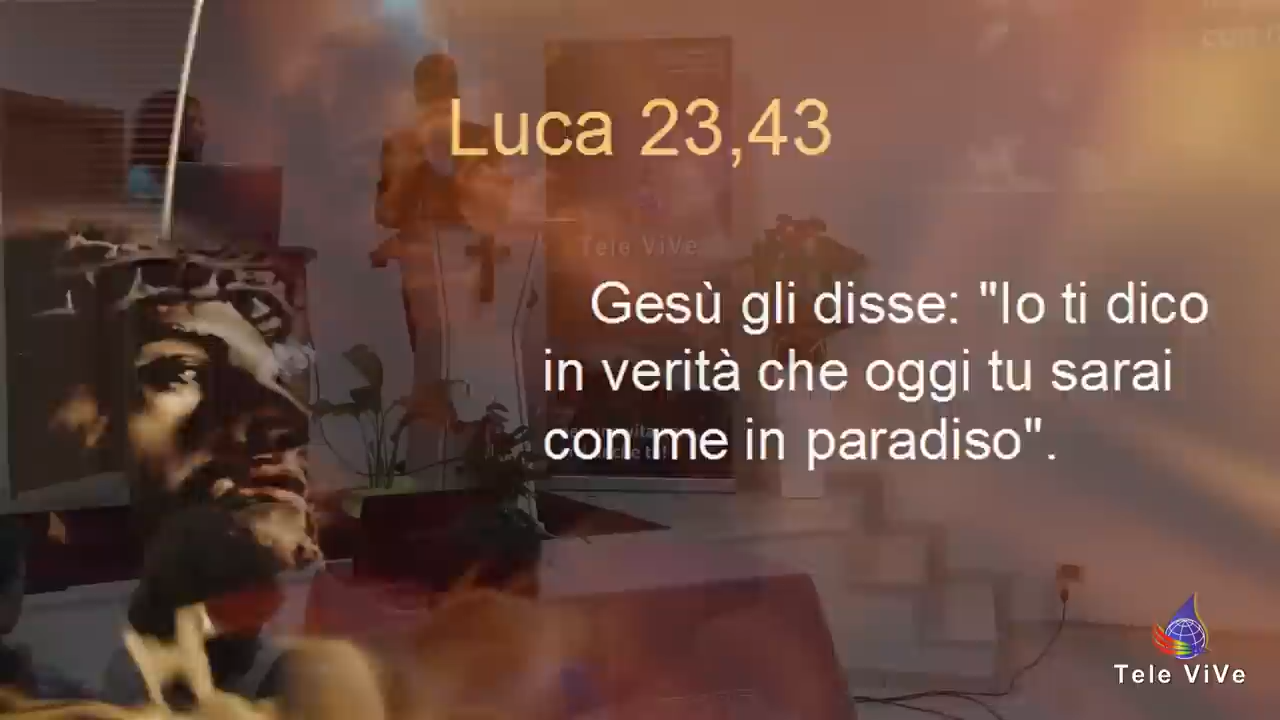 Luca 23,43
Tele ViVe
Gesù gli disse: "Io ti dico
in verità che oggi tu sarai
con me in paradiso".
Tele ViVe